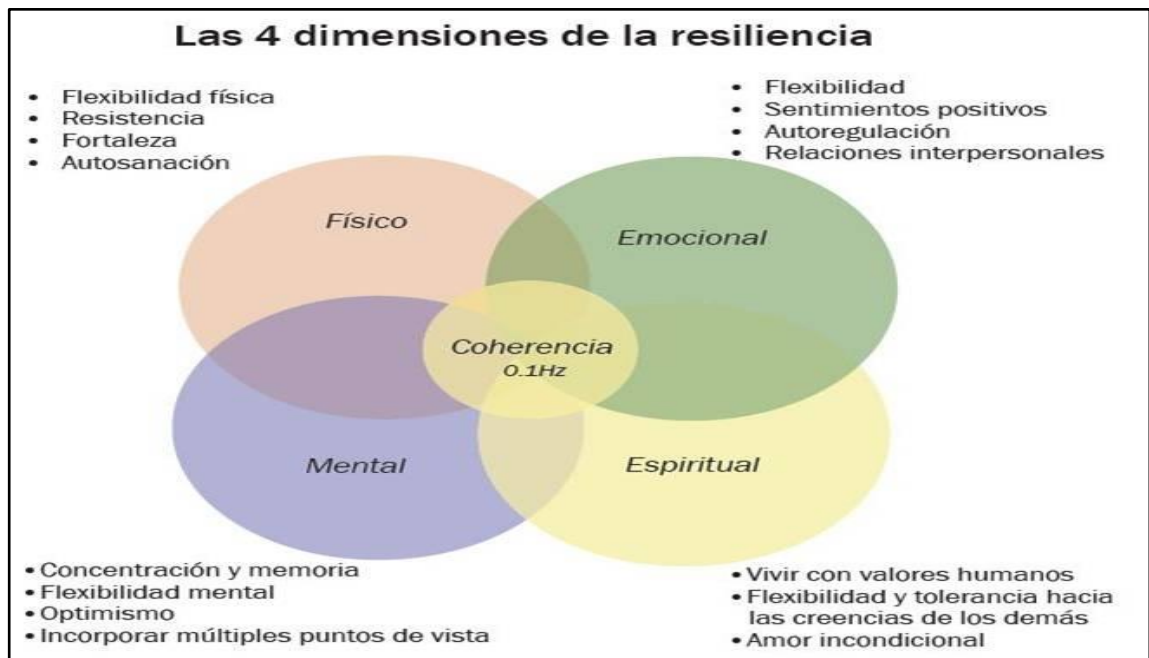 Las 4 dimensiones de la resiliencia
• Flexibilidad física
• Resistencia
• Fortaleza
• Autosanación
• Flexibilidad
• Sentimientos positivos
• Autoregulación
• Relaciones interpersonales
Físico
Emocional
Coherencia
0.1Hz
Mental
Espiritual
• Concentración y memoria
• Flexibilidad mental
• Optimismo
• Incorporar múltiples puntos de vista
• Vivir con valores humanos
• Flexibilidad y tolerancia hacia
las creencias de los demás
• Amor incondicional